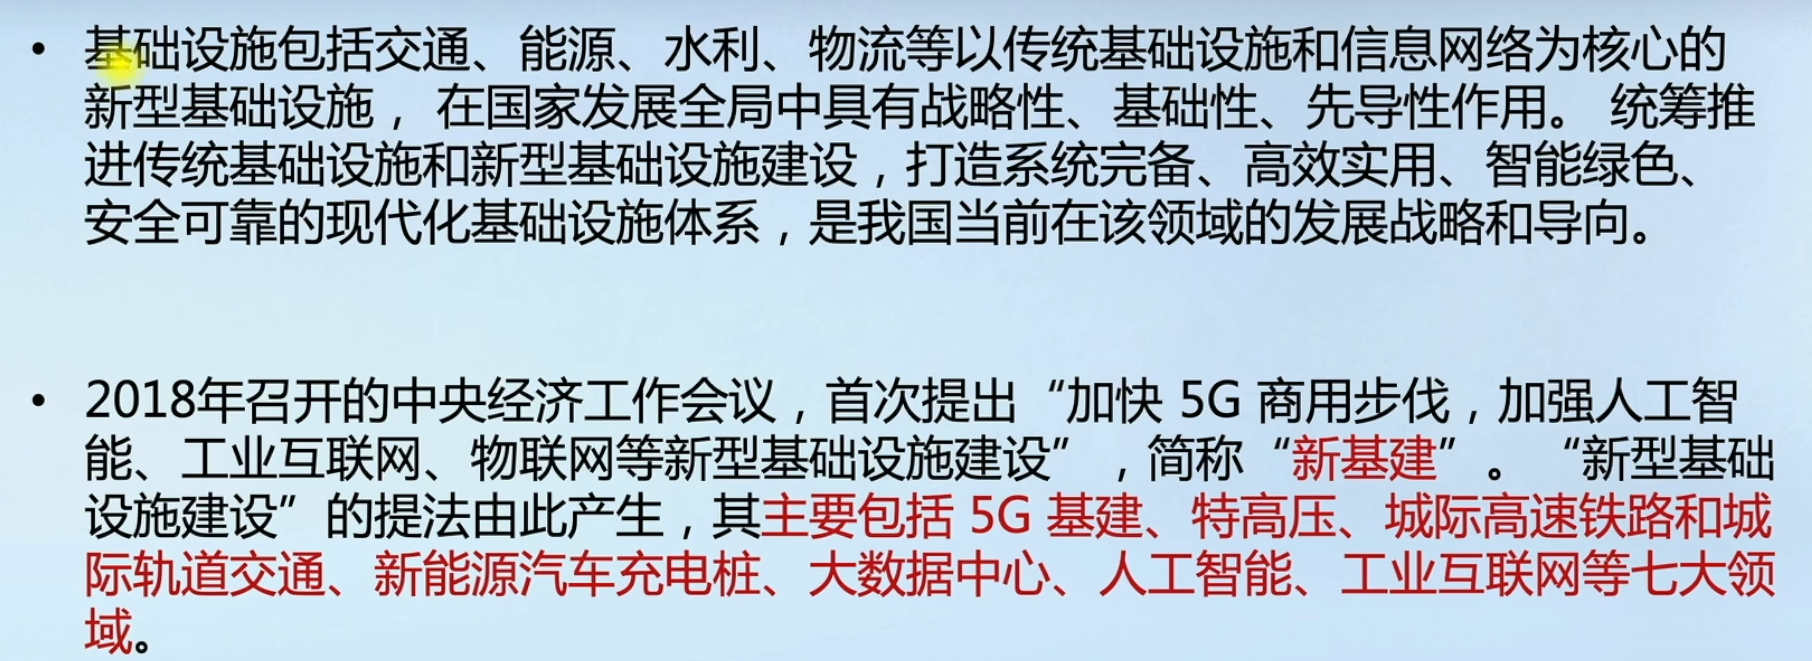 • 基础设施包括交通、能源、水利、物流等以传统基础设施和信息网络为核心的
新型基础设施， 在国家发展全局中具有战略性、基础性、先导性作用。 统筹推
进传统基础设施和新型基础设施建设，打造系统完备、高效实用、智能绿色、
安全可靠的现代化基础设施体系，是我国当前在该领域的发展战略和导向。
• 2018年召开的中央经济工作会议，首次提出“加快 5G 商用步伐，加强人工智
能、工业互联网、物联网等新型基础设施建设”，简称“新基建”。 “新型基础
设施建设”的提法由此产生，其主要包括 5G 基建、特高压、城际高速铁路和城
际轨道交通、新能源汽车充电桩、大数据中心、人工智能、工业互联网等七大领
域。